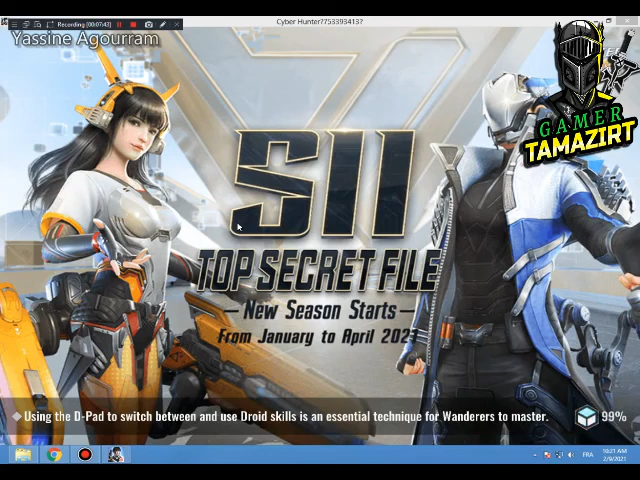 Recording [00:07:43]
Cyber Hunter?753393413?
Yassine Agourram
GAMER
TAMAZIRT
S11
TOP SECRET FILE
New Season Starts
From January to April 2021
Using the D-Pad to switch between and use Droid skills is an essential technique for Wanderers to master.
99%
FRA
10:21 AM
2/9/2021